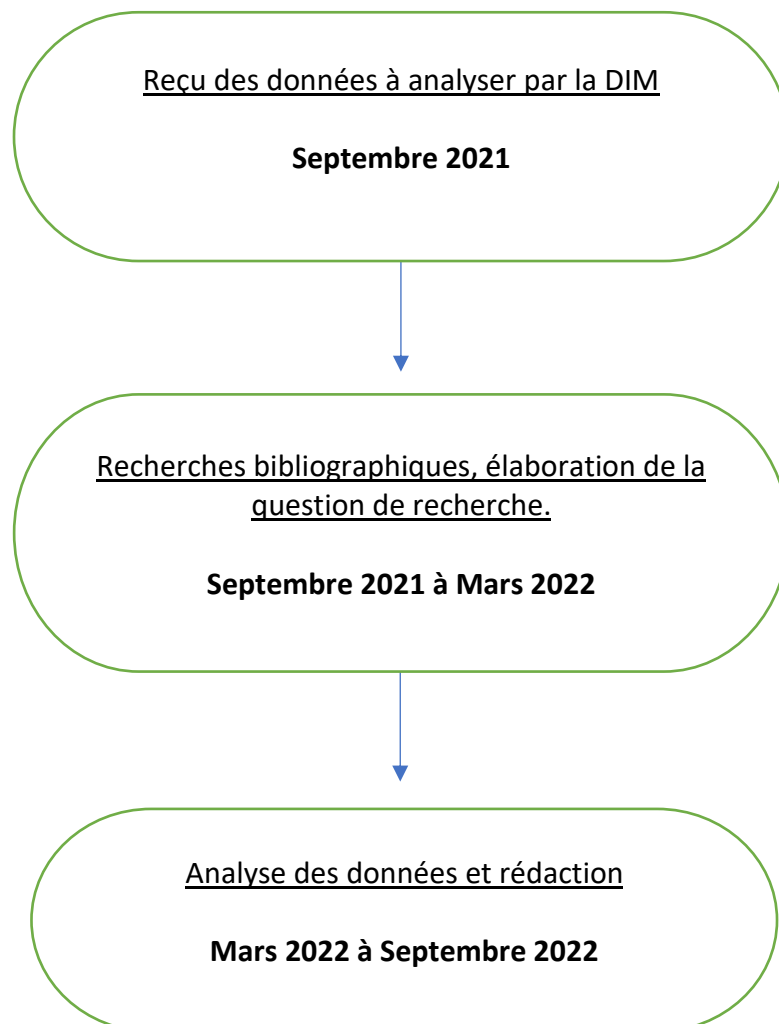 Reçu des données à analyser par la DIM
Septembre 2021
Recherches bibliographiques, élaboration de la
question de recherche.
Septembre 2021 à Mars 2022
Analyse des données et rédaction
Mars 2022 à Septembre 2022